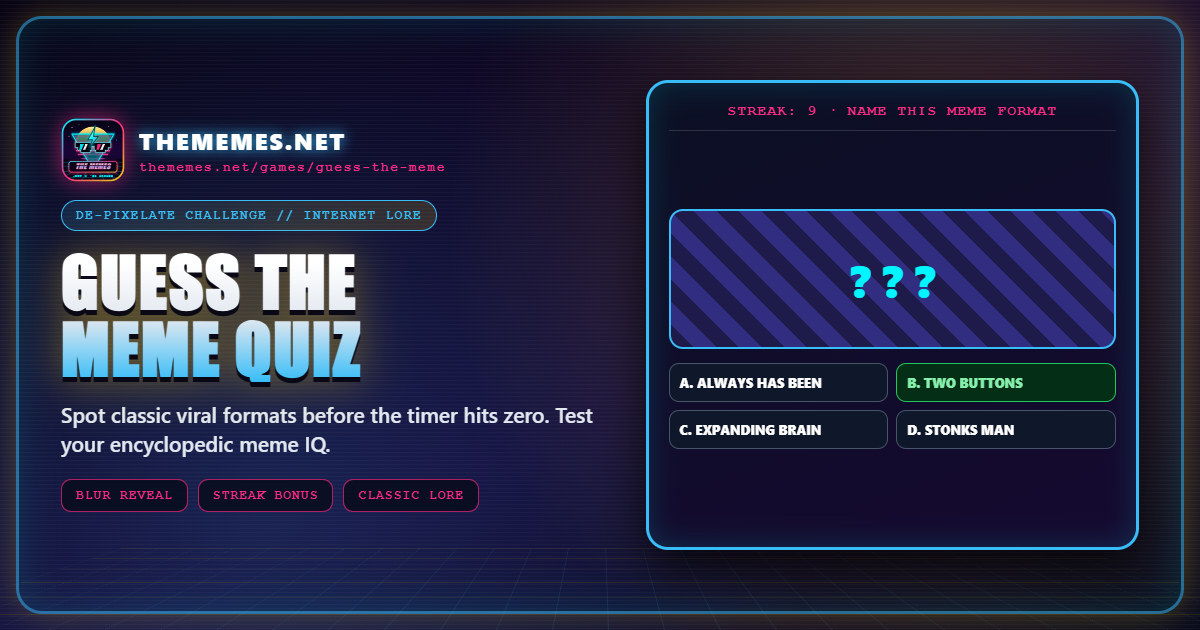 THEMEMES.NET
thememes.net/games/guess-the-meme
DE-PIXELATE CHALLENGE // INTERNET LORE
GUESS THE
MEME QUIZ
Spot classic viral formats before the timer hits zero. Test
your encyclopedic meme IQ.
BLUR REVEAL
STREAK BONUS
CLASSIC LORE
STREAK: 9 · NAME THIS MEME FORMAT
???
A. ALWAYS HAS BEEN
B. TWO BUTTONS
C. EXPANDING BRAIN
D. STONKS MAN